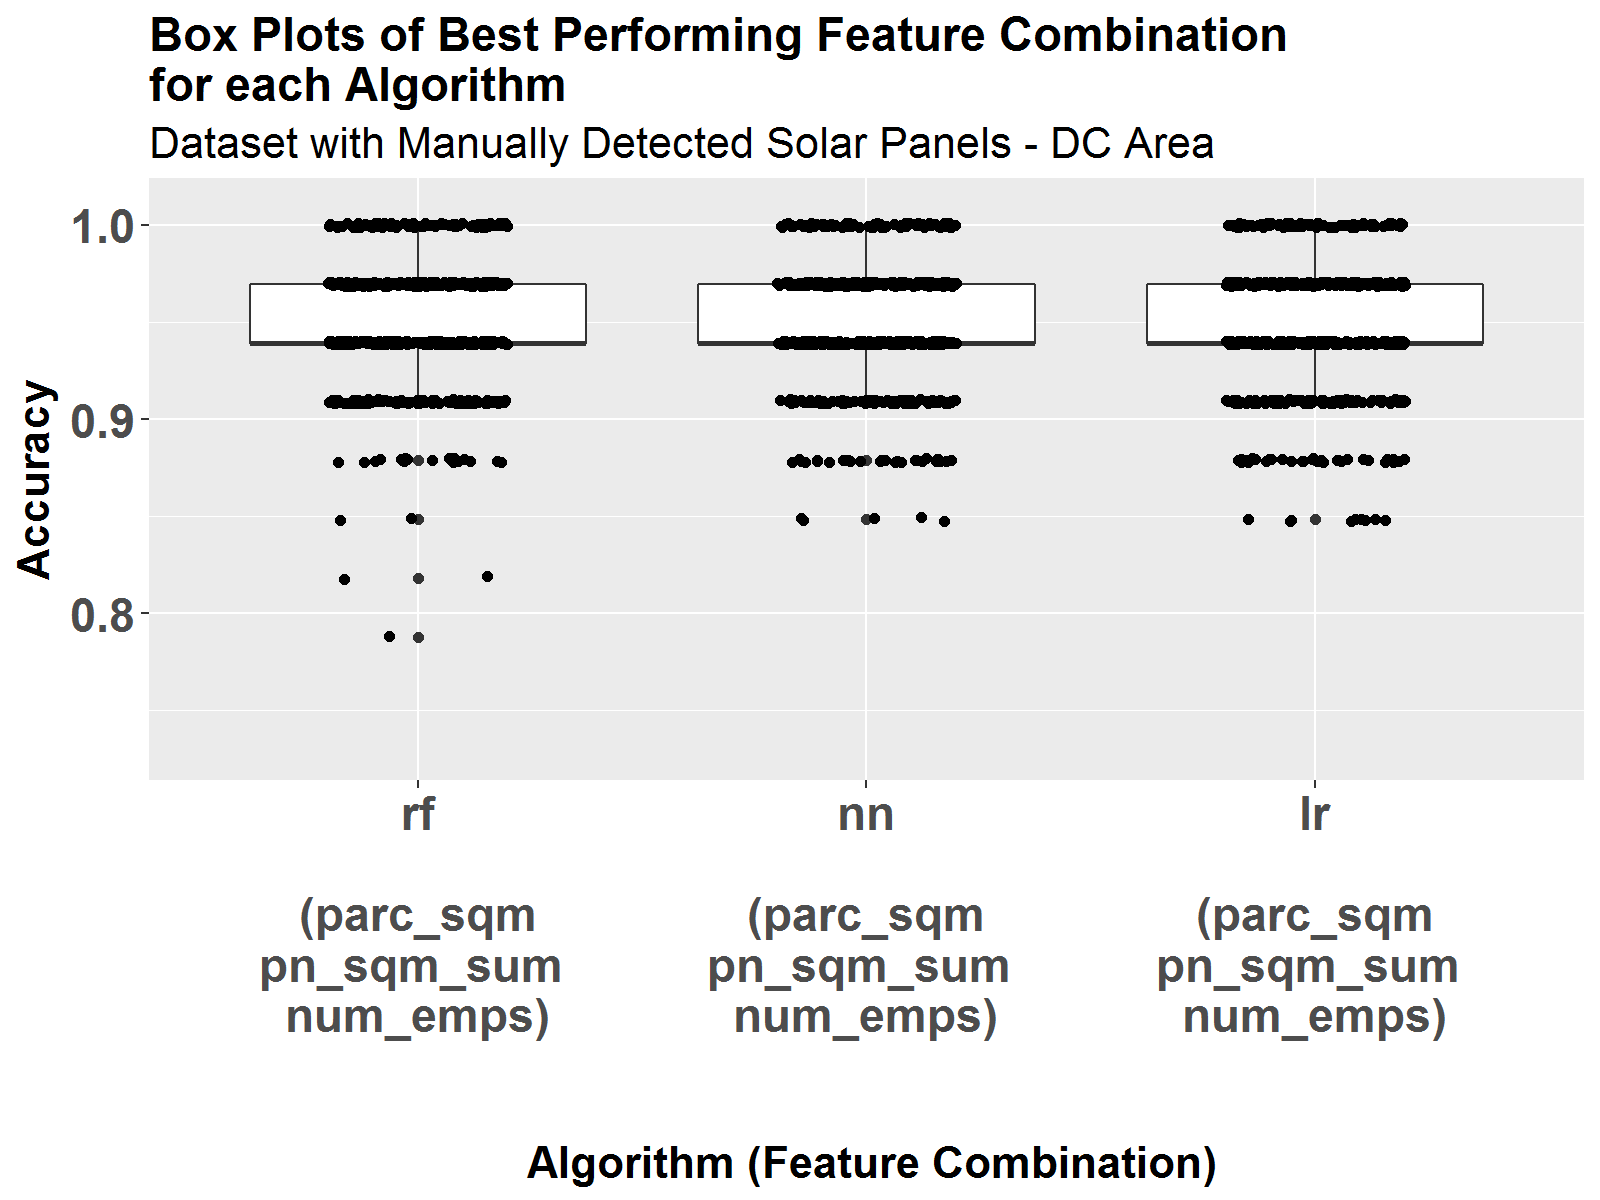 Box Plots of Best Performing Feature Combination
for each Algorithm
Dataset with Manually Detected Solar Panels - DC Area
Accuracy
1.0
0.9
0.8
rf
nn
lr
(parc_sqm
pn_sqm_sum
num_emps)
(parc_sqm
pn_sqm_sum
num_emps)
(parc_sqm
pn_sqm_sum
num_emps)
Algorithm (Feature Combination)